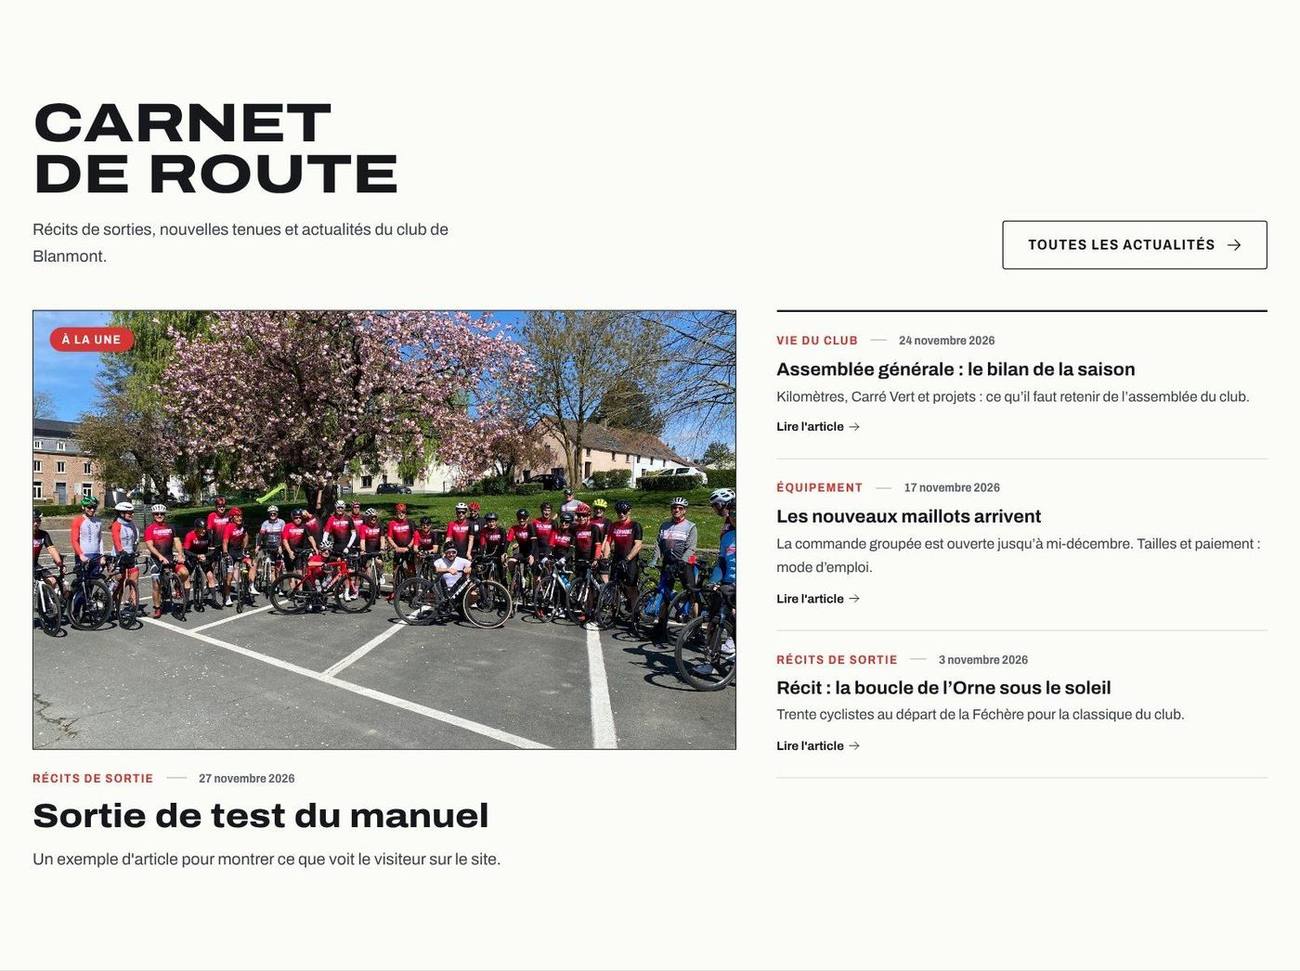 CARNET
DE ROUTE
Récits de sorties, nouvelles tenues et actualités du club de
Blanmont.
TOUTES LES ACTUALITÉS →
À LA UNE
RÉCITS DE SORTIE — 27 novembre 2026
Sortie de test du manuel
Un exemple d'article pour montrer ce que voit le visiteur sur le site.
VIE DU CLUB — 24 novembre 2026
Assemblée générale : le bilan de la saison
Kilomètres, Carré Vert et projets : ce qu’il faut retenir de l’assemblée du club.
Lire l'article →
ÉQUIPEMENT — 17 novembre 2026
Les nouveaux maillots arrivent
La commande groupée est ouverte jusqu’à mi-décembre. Tailles et paiement :
mode d’emploi.
Lire l'article →
RÉCITS DE SORTIE — 3 novembre 2026
Récit : la boucle de l’Orne sous le soleil
Trente cyclistes au départ de la Féchère pour la classique du club.
Lire l'article →